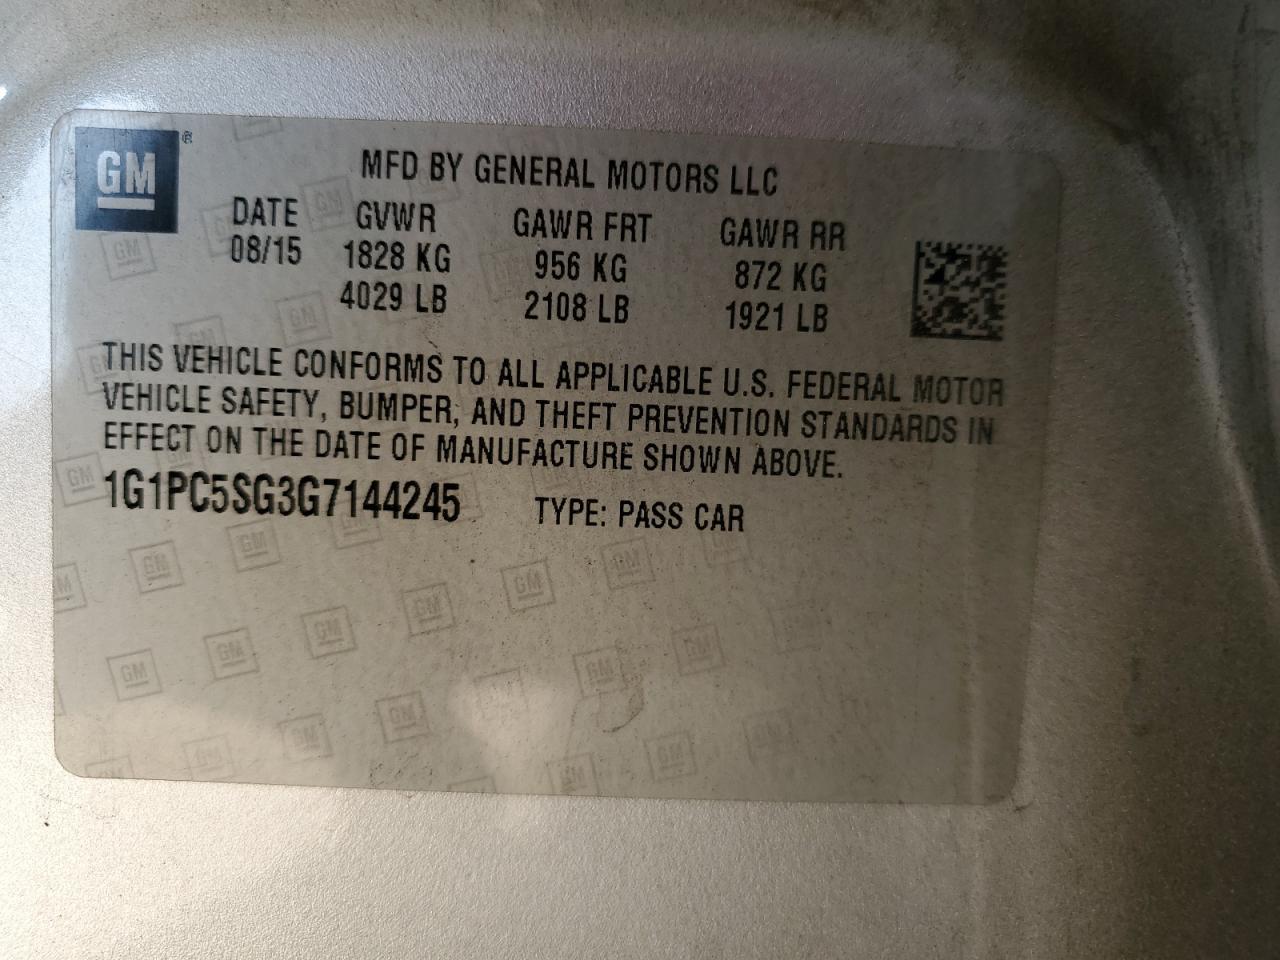 GM ®
MFD BY GENERAL MOTORS LLC
DATE GVWR GAWR FRT GAWR RR
08/15 1828 KG 956 KG 872 KG
4029 LB 2108 LB 1921 LB
THIS VEHICLE CONFORMS TO ALL APPLICABLE U.S. FEDERAL MOTOR
VEHICLE SAFETY, BUMPER, AND THEFT PREVENTION STANDARDS IN
EFFECT ON THE DATE OF MANUFACTURE SHOWN ABOVE.
1G1PC5SG3G7144245 TYPE: PASS CAR